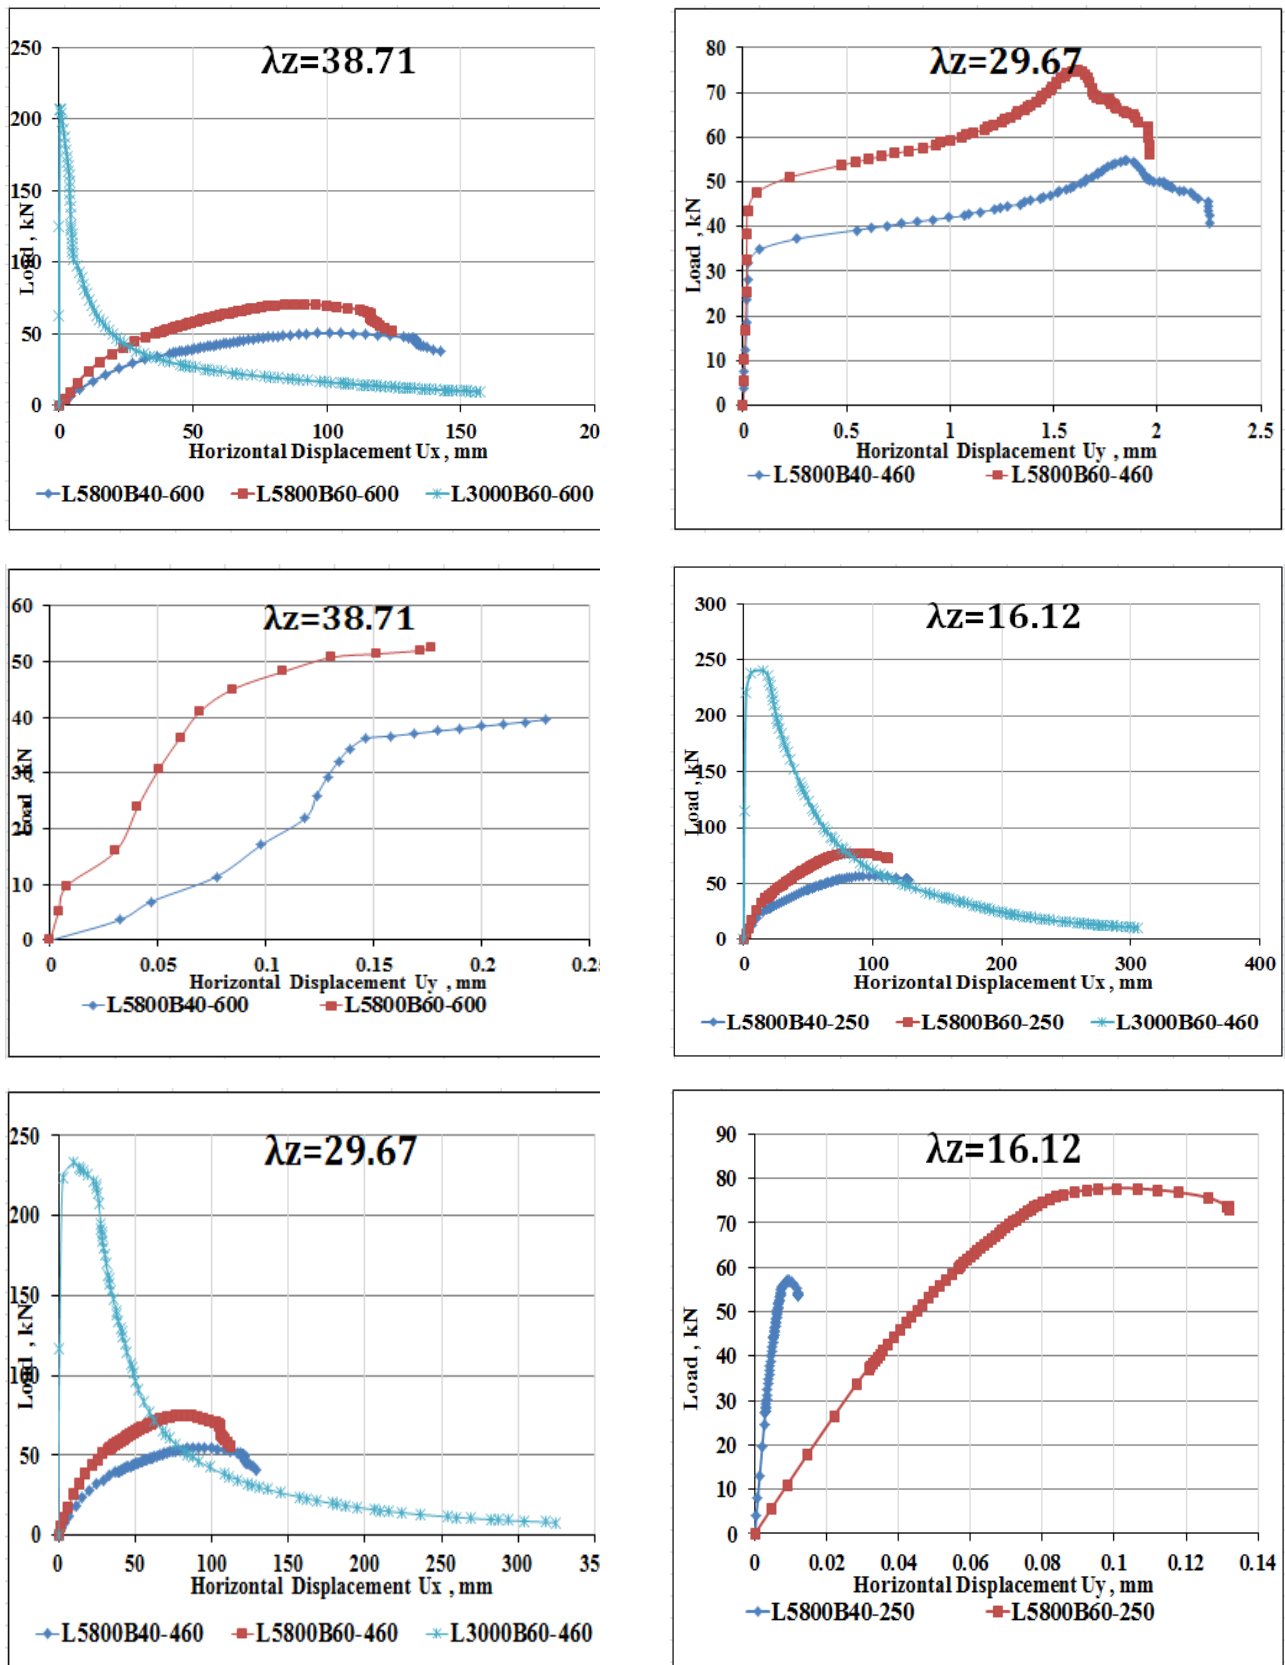 λz=38.71
250
200
150
100
50
0
Load , kN
0 50 100 150 20
Horizontal Displacement Ux , mm
L5800B40-600 L5800B60-600 L3000B60-600
λz=29.67
80
70
60
50
40
30
20
10
0
Load , kN
0 0.5 1 1.5 2 2.5
Horizontal Displacement Uy , mm
L5800B40-460 L5800B60-460
λz=38.71
60
50
40
30
20
10
0
Load , kN
0 0.05 0.1 0.15 0.2
Horizontal Displacement Uy , mm
L5800B40-600 L5800B60-600
λz=16.12
300
250
200
150
100
50
0
Load , kN
0 100 200 300 400
Horizontal Displacement Ux , mm
L5800B40-250 L5800B60-250 L3000B60-460
λz=29.67
250
200
150
100
50
0
Load , kN
0 50 100 150 200 250 300 35
Horizontal Displacement Ux , mm
L5800B40-460 L5800B60-460 L3000B60-460
λz=16.12
90
80
70
60
50
40
30
20
10
0
Load , kN
0 0.02 0.04 0.06 0.08 0.1 0.12 0.14
Horizontal Displacement Uy , mm
L5800B40-250 L5800B60-250